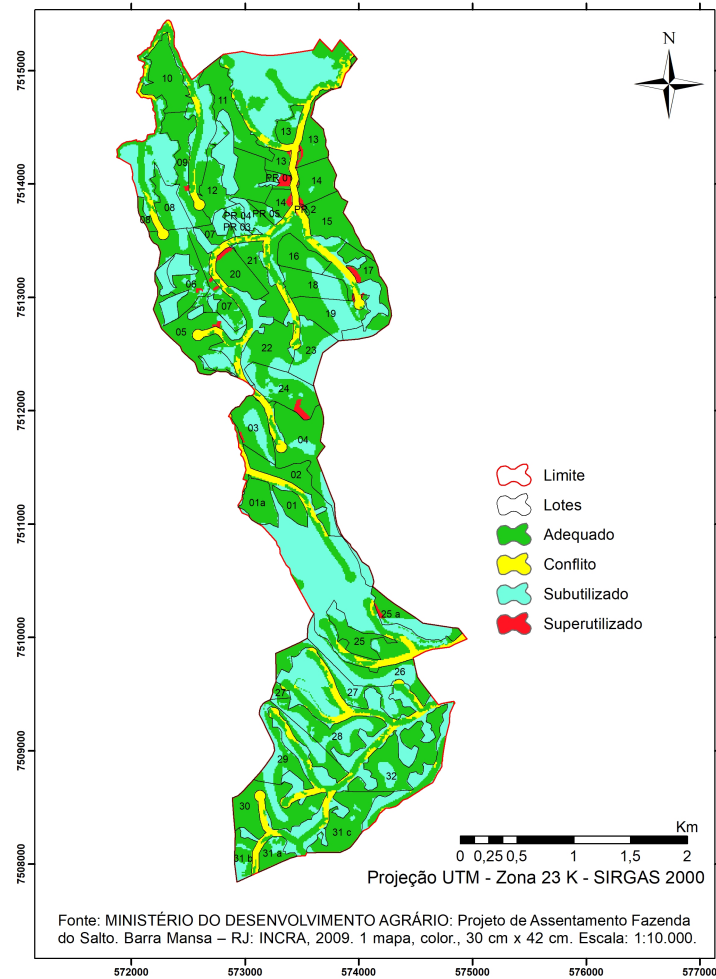 N
7515000
7514000
7513000
7512000
7511000
7510000
7509000
7508000
10
11
13
13
13
09
PR 01
14
12
08
14
PR 2
08
PR 04
PR 05
15
07
PR 03
21
16
17
20
06
18
07
19
05
22
23
24
03
04
02
01a
01
25 a
25
26
27
27
28
29
32
30
31 c
31 b
31 a
Limite
Lotes
Adequado
Conflito
Subutilizado
Superutilizado
Km
0 0,25 0,5 1 1,5 2
Projeção UTM - Zona 23 K - SIRGAS 2000
Fonte: MINISTÉRIO DO DESENVOLVIMENTO AGRÁRIO: Projeto de Assentamento Fazenda
do Salto. Barra Mansa – RJ: INCRA, 2009. 1 mapa, color., 30 cm x 42 cm. Escala: 1:10.000.
572000 573000 574000 575000 576000 577000